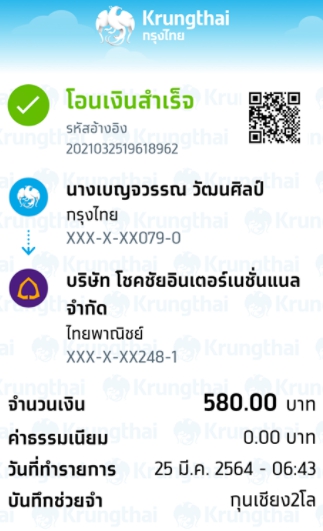 Krungthai
กรุงไทย
โอนเงินสำเร็จ
รหัสอ้างอิง
2021032519618962
นางเบญจวรรณ วัฒนศิลป์
กรุงไทย
XXX-X-XX079-0
บริษัท โชคชัยอินเตอร์เนชั่นแนล
จำกัด
ไทยพาณิชย์
XXX-X-XX248-1
จำนวนเงิน 580.00 บาท
ค่าธรรมเนียม 0.00 บาท
วันที่ทำรายการ 25 มี.ค. 2564 - 06:43
บันทึกช่วยจำ กุนเชียง2โล